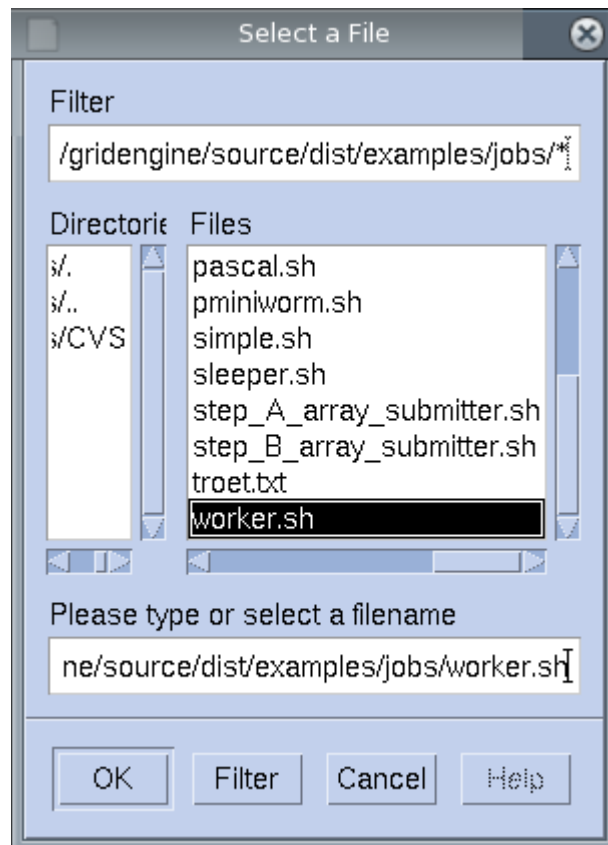 Select a File
Filter
/gridengine/source/dist/examples/jobs/*
Directorie Files
s/. pascal.sh
s/.. pminiworm.sh
s/CVS simple.sh
sleeper.sh
step_A_array_submitter.sh
step_B_array_submitter.sh
troet.txt
worker.sh
Please type or select a filename
ne/source/dist/examples/jobs/worker.sh
OK Filter Cancel Help